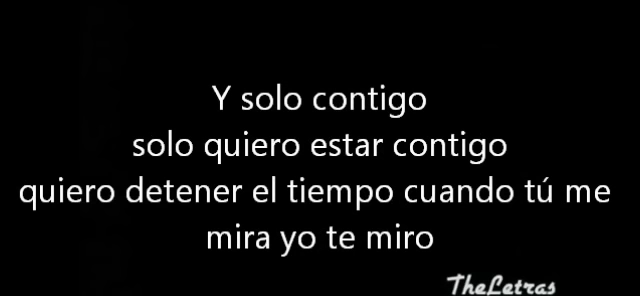 Y solo contigo
solo quiero estar contigo
quiero detener el tiempo cuando tú me
mira yo te miro
TheLetras